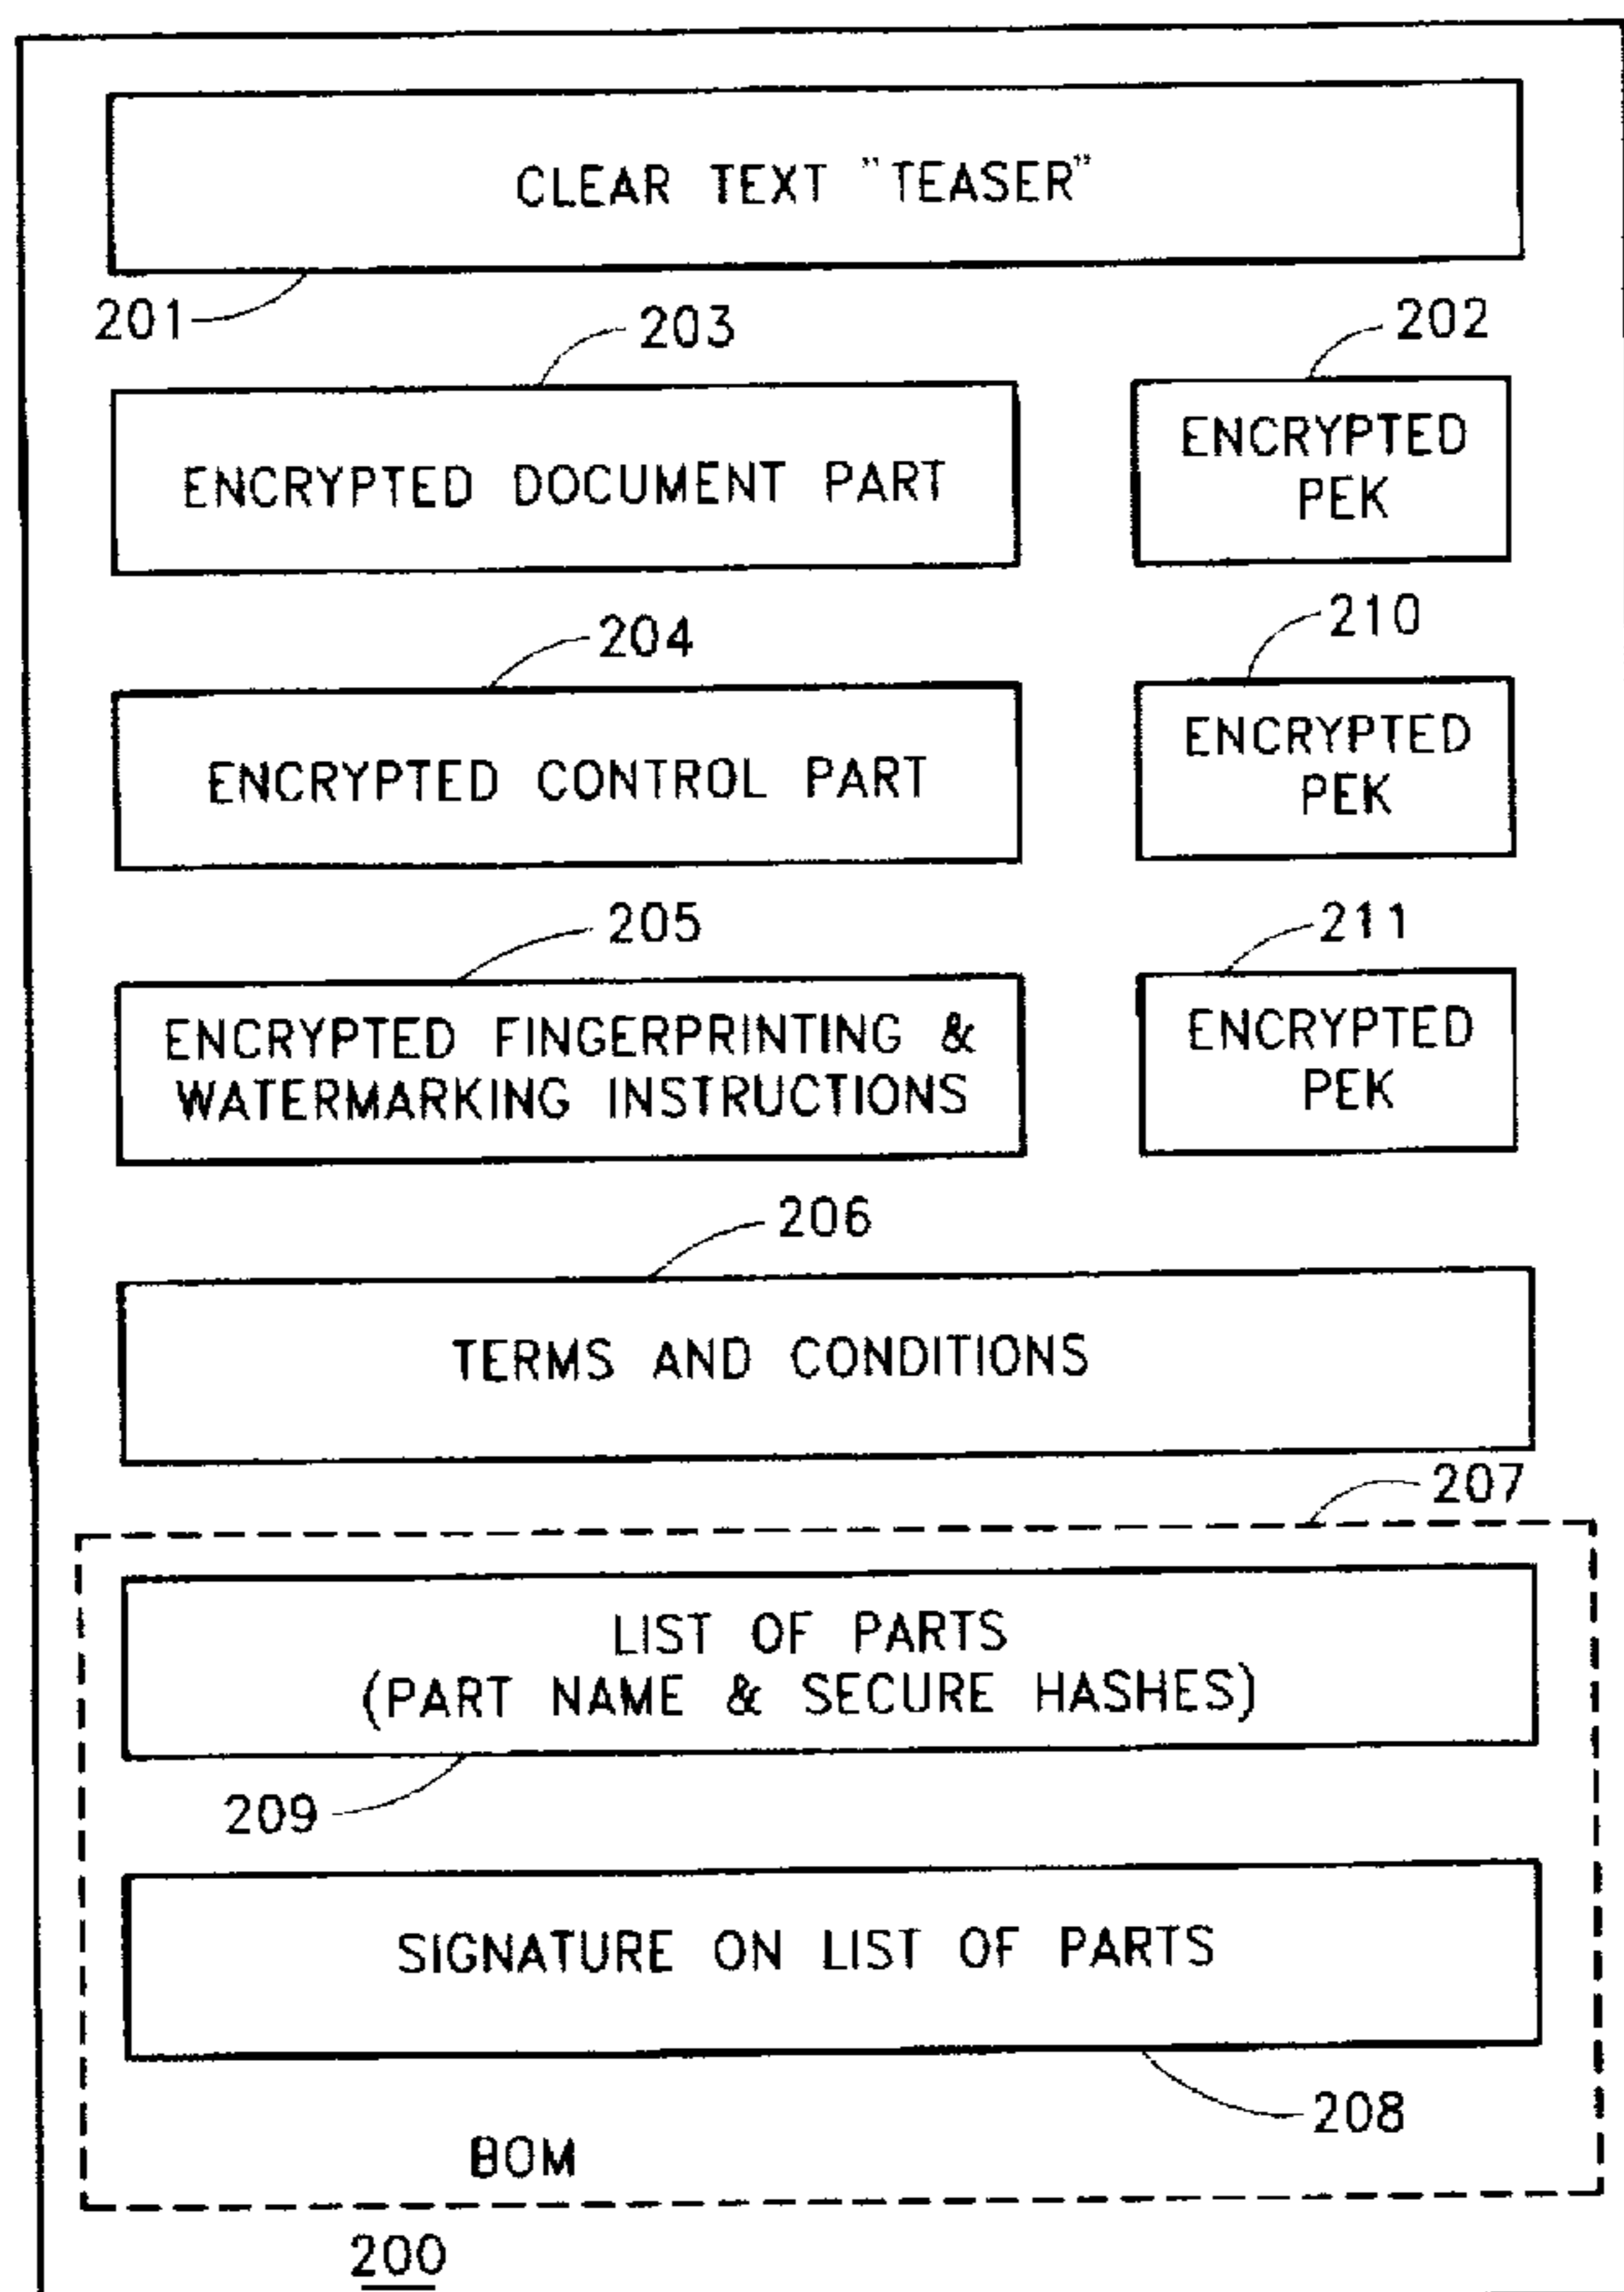 CLEAR TEXT "TEASER"
201
203
202
ENCRYPTED DOCUMENT PART
ENCRYPTED
PEK
204
210
ENCRYPTED CONTROL PART
ENCRYPTED
PEK
205
211
ENCRYPTED FINGERPRINTING &
WATERMARKING INSTRUCTIONS
ENCRYPTED
PEK
206
TERMS AND CONDITIONS
207
LIST OF PARTS
(PART NAME & SECURE HASHES)
209
SIGNATURE ON LIST OF PARTS
208
BOM
200